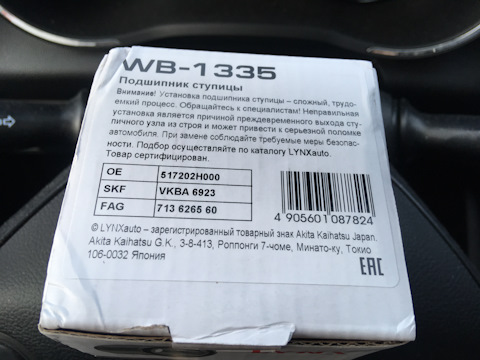 WB-1335
Подшипник ступицы
Внимание! Установка подшипника ступицы – сложный, трудо-
емкий процесс. Обращайтесь к специалистам! Неправильная
установка является причиной преждевременного выхода сту-
пичного узла из строя и может привести к серьезной поломке
автомобиля. При замене соблюдайте требуемые меры безопас-
ности. Подбор осуществляйте по каталогу LYNXauto.
Товар сертифицирован.
OE 517202H000
SKF VKBA 6923
FAG 713 6265 60
4 905601 087824
© LYNXauto – зарегистрированный товарный знак Akita Kaihatsu Japan.
Akita Kaihatsu G.K., 3-8-413, Роппонги 7-чоме, Минато-ку, Токио
106-0032 Япония
EAC